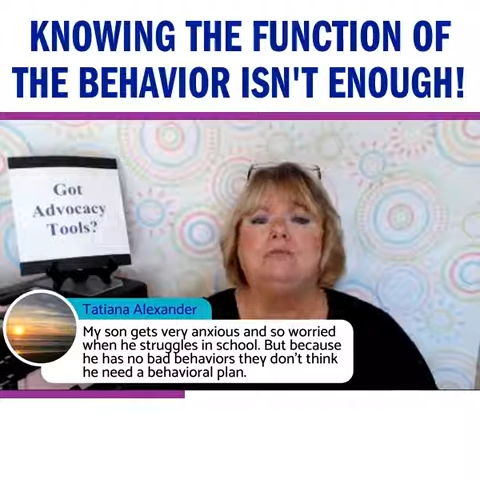 KNOWING THE FUNCTION OF
THE BEHAVIOR ISN'T ENOUGH!
Got
Advocacy
Tools?
Tatiana Alexander
My son gets very anxious and so worried
when he struggles in school. But because
he has no bad behaviors they don't think
he need a behavioral plan.